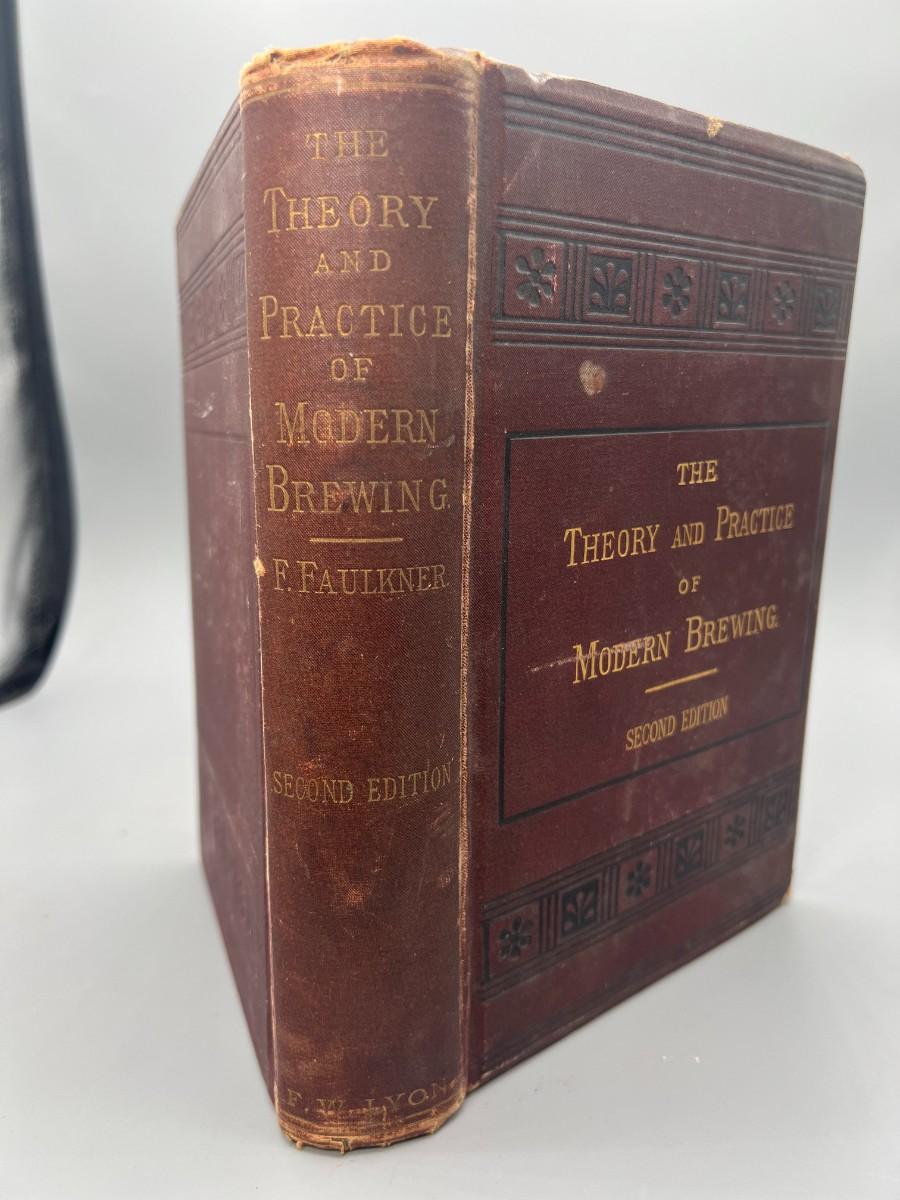 THE
THEORY
AND
PRACTICE
OF
MODERN
BREWING.
F. FAULKNER.
SECOND EDITION
F. W. LYON.
THE
THEORY AND PRACTICE
OF
MODERN BREWING.
SECOND EDITION